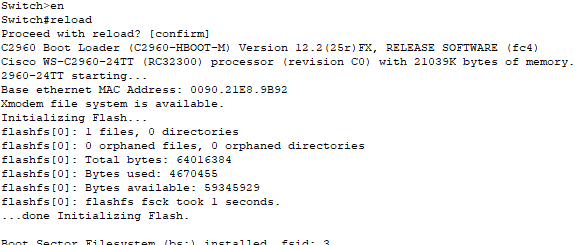 Switch>en
Switch#reload
Proceed with reload? [confirm]
C2960 Boot Loader (C2960-HBOOT-M) Version 12.2(25r)FX, RELEASE SOFTWARE (fc4)
Cisco WS-C2960-24TT (RC32300) processor (revision C0) with 21039K bytes of memory.
2960-24TT starting...
Base ethernet MAC Address: 0090.21E8.9B92
Xmodem file system is available.
Initializing Flash...
flashfs[0]: 1 files, 0 directories
flashfs[0]: 0 orphaned files, 0 orphaned directories
flashfs[0]: Total bytes: 64016384
flashfs[0]: Bytes used: 4670455
flashfs[0]: Bytes available: 59345929
flashfs[0]: flashfs fsck took 1 seconds.
...done Initializing Flash.
Boot Sector Filesystem (bs:) installed, fsid: 3